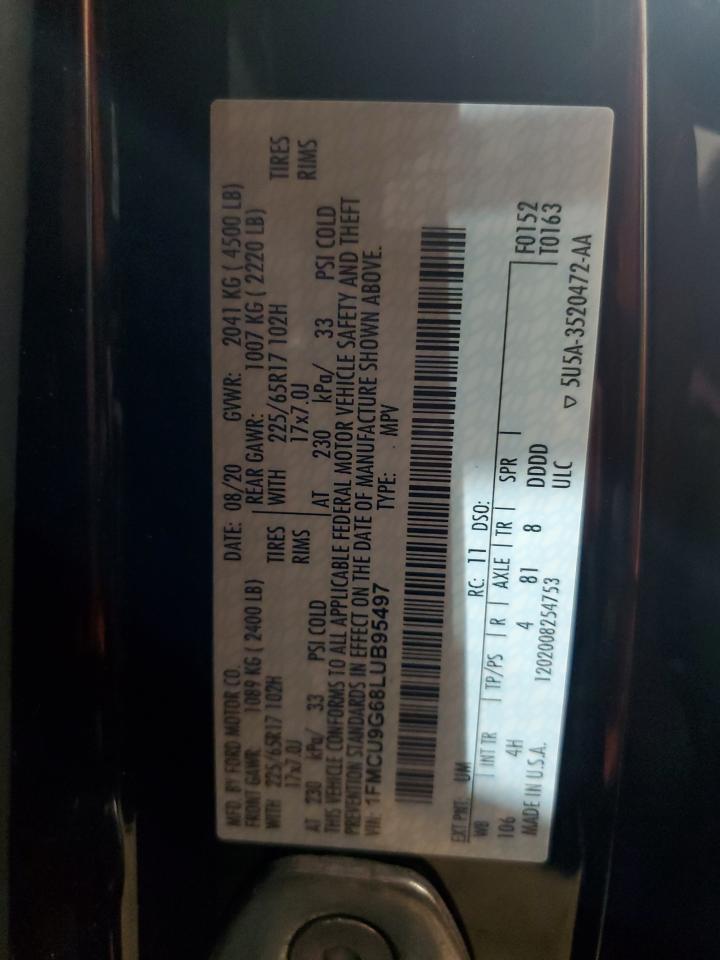 MFD. BY FORD MOTOR CO. DATE: 08/20 GVWR: 2041 KG ( 4500 LB)
FRONT GAWR: 1089 KG ( 2400 LB) REAR GAWR: 1007 KG ( 2220 LB)
WITH 225/65R17 102H TIRES WITH 225/65R17 102H TIRES
17x7.0J RIMS 17x7.0J RIMS
AT 230 kPa/ 33 PSI COLD AT 230 kPa/ 33 PSI COLD
THIS VEHICLE CONFORMS TO ALL APPLICABLE FEDERAL MOTOR VEHICLE SAFETY AND THEFT
PREVENTION STANDARDS IN EFFECT ON THE DATE OF MANUFACTURE SHOWN ABOVE.
VIN: 1FMCU9G68LUB95497 TYPE: MPV
EXT PNT: UM RC: 11 DSO:
WB INT TR TP/PS R AXLE TR SPR F0152
106 4H 4 81 8 DDDD T0163
MADE IN U.S.A. 1202008254753 ULC
▽ 5U5A-3520472-AA